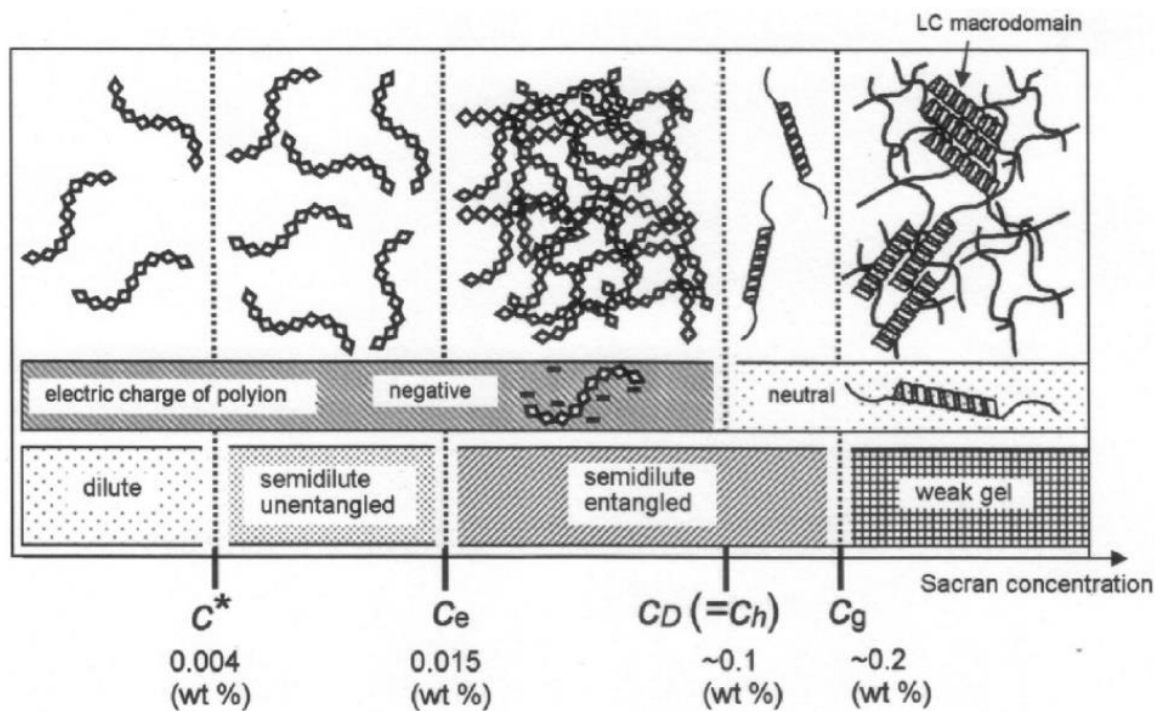 LC macrodomain
electric charge of polyion
negative
neutral
dilute
semidilute
unentangled
semidilute
entangled
weak gel
Sacran concentration
C*
Ce
CD (=Ch)
Cg
0.004
(wt %)
0.015
(wt %)
~0.1
(wt %)
~0.2
(wt %)